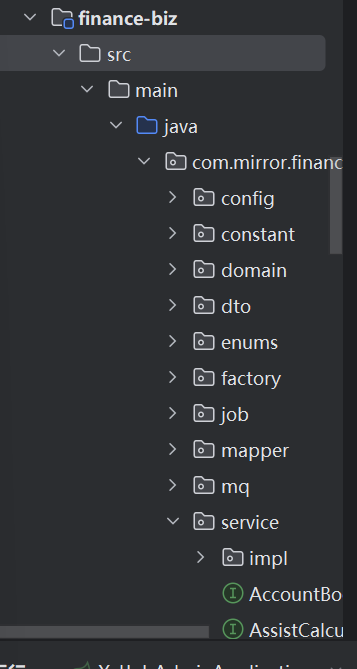 finance-biz
src
main
java
com.mirror.financ
config
constant
domain
dto
enums
factory
job
mapper
mq
service
impl
AccountBo
AssistCalcu